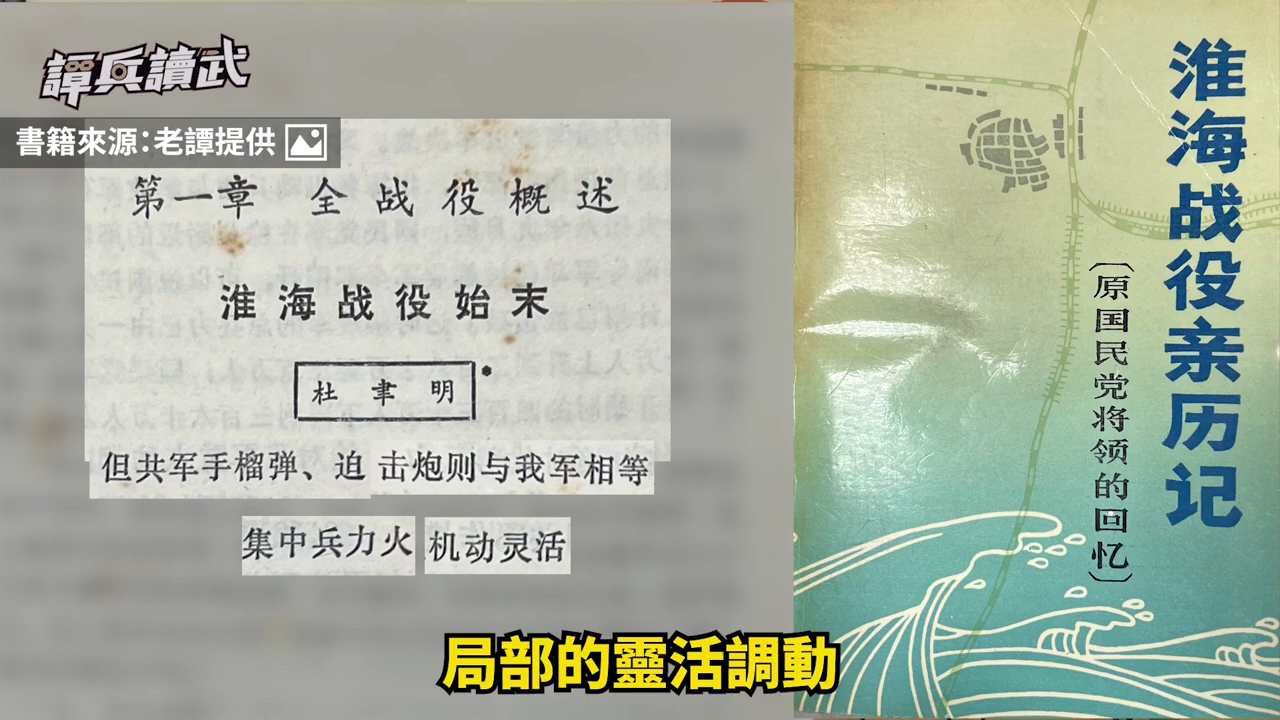 譚兵讀武
書籍來源:老譚提供
第一章 全战役概述
淮海战役始末
杜聿明
但共军手榴弹、迫 击炮则与我军相等
集中兵力火 机动灵活
淮海战役亲历记
〔原国民党将领的回忆〕
局部的靈活調動